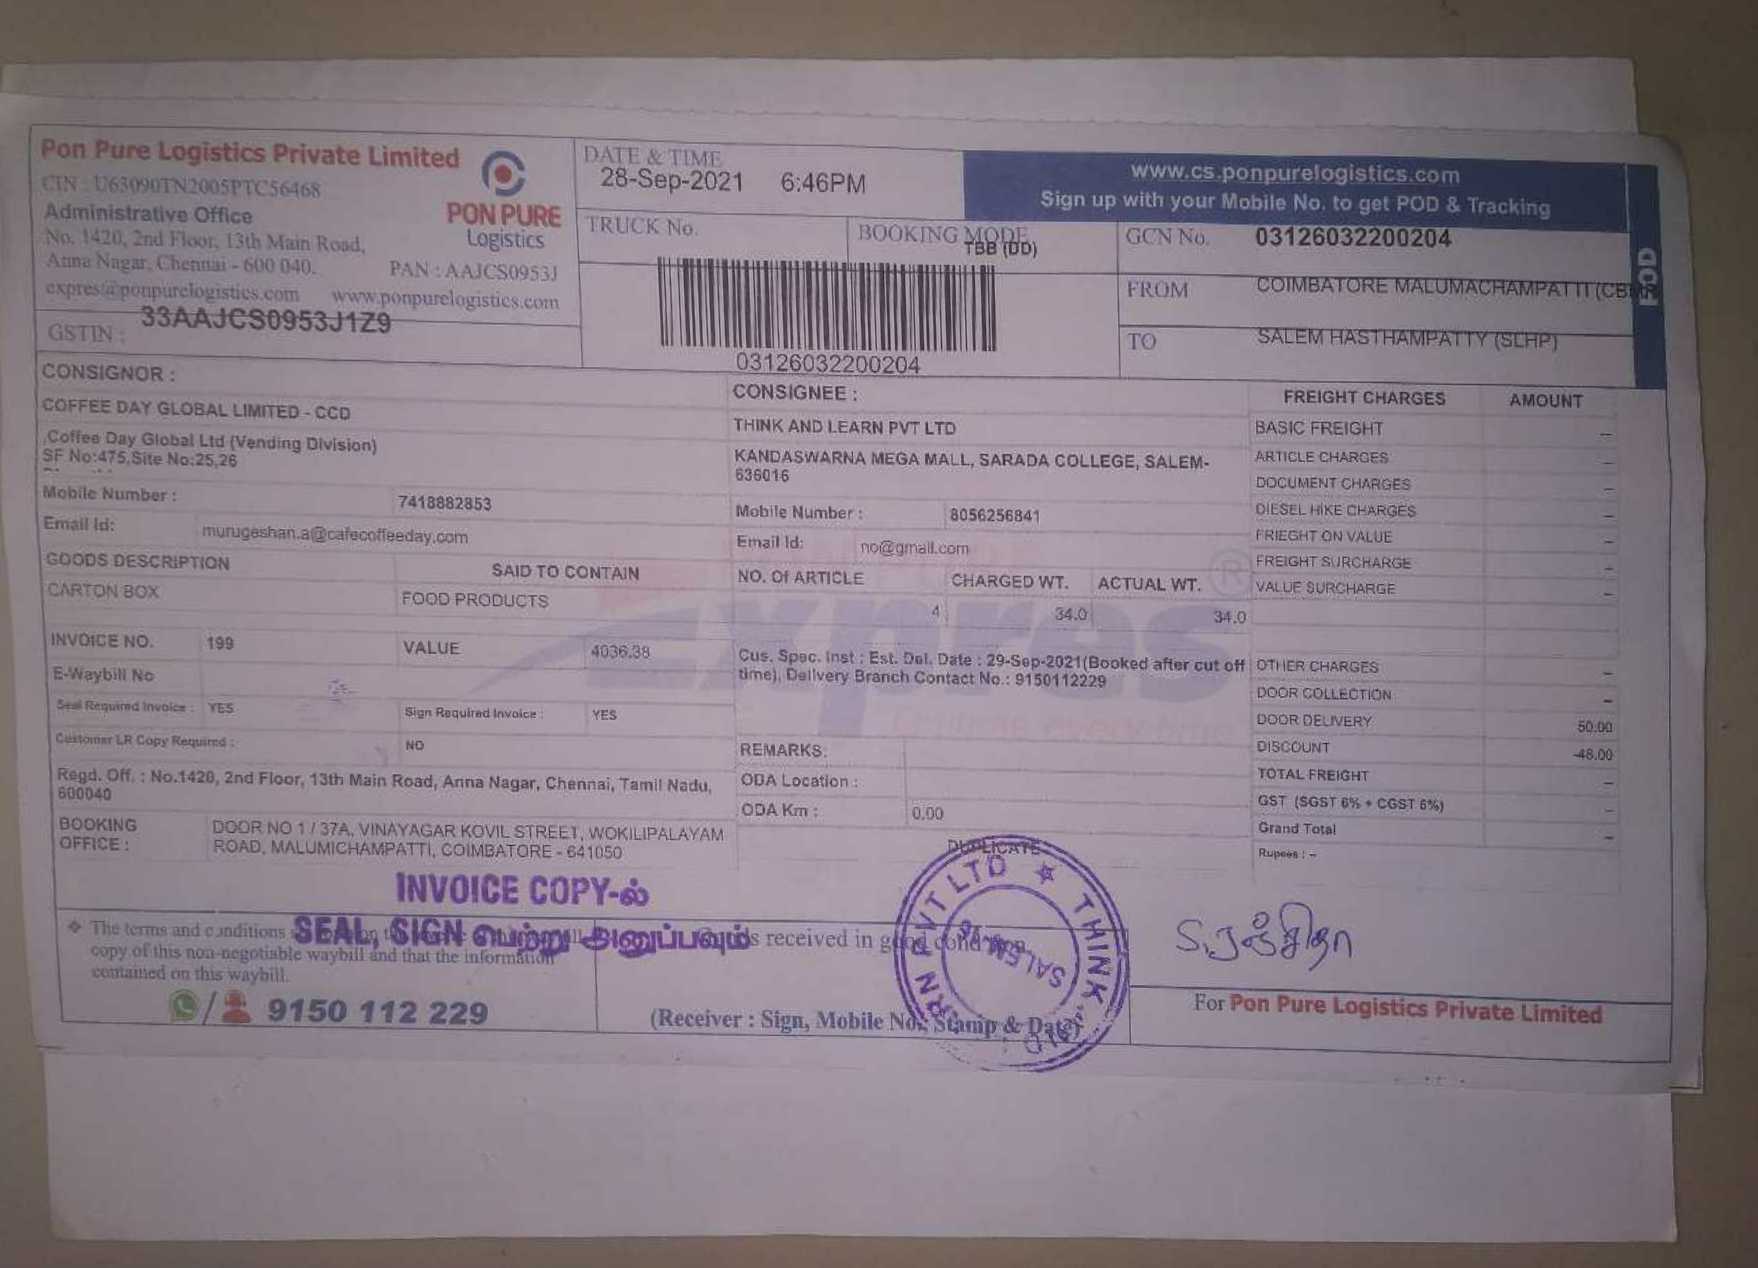 Pon Pure Logistics Private Limited
CIN : U63090TN2005PTC56468
Administrative Office
No. 1420, 2nd Floor, 13th Main Road,
Anna Nagar, Chennai - 600 040.
PAN : AAJCS0953J
expres@ponpurelogistics.com www.ponpurelogistics.com
PON PURE
Logistics
GSTIN : 33AAJCS0953J1Z9
DATE & TIME
28-Sep-2021 6:46PM
TRUCK No.
BOOKING MODE
TBB (DD)
03126032200204
www.cs.ponpurelogistics.com
Sign up with your Mobile No. to get POD & Tracking
GCN No. 03126032200204
FROM COIMBATORE MALUMACHAMPATTI (CBM
TO SALEM HASTHAMPATTY (SLHP)
POD
CONSIGNOR :
COFFEE DAY GLOBAL LIMITED - CCD
,Coffee Day Global Ltd (Vending Division)
SF No:475,Site No:25,26
Mobile Number : 7418882853
Email Id: murugeshan.a@cafecoffeeday.com
GOODS DESCRIPTION SAID TO CONTAIN
CARTON BOX FOOD PRODUCTS
INVOICE NO. 199 VALUE 4036.38
E-Waybill No
Seal Required Invoice : YES Sign Required Invoice : YES
Customer LR Copy Required : NO
Regd. Off. : No.1420, 2nd Floor, 13th Main Road, Anna Nagar, Chennai, Tamil Nadu,
600040
BOOKING OFFICE : DOOR NO 1 / 37A, VINAYAGAR KOVIL STREET, WOKILIPALAYAM
ROAD, MALUMICHAMPATTI, COIMBATORE - 641050
CONSIGNEE :
THINK AND LEARN PVT LTD
KANDASWARNA MEGA MALL, SARADA COLLEGE, SALEM-
636016
Mobile Number : 8056256841
Email Id: no@gmail.com
NO. Of ARTICLE CHARGED WT. ACTUAL WT.
4 34.0 34.0
Cus. Spec. Inst : Est. Del. Date : 29-Sep-2021(Booked after cut off
time), Delivery Branch Contact No.: 9150112229
REMARKS:
ODA Location :
ODA Km : 0.00
DUPLICATE
Expres
®
FREIGHT CHARGES AMOUNT
BASIC FREIGHT --
ARTICLE CHARGES --
DOCUMENT CHARGES --
DIESEL HIKE CHARGES --
FRIEGHT ON VALUE --
FREIGHT SURCHARGE --
VALUE SURCHARGE --
OTHER CHARGES --
DOOR COLLECTION --
DOOR DELIVERY 50.00
DISCOUNT -48.00
TOTAL FREIGHT --
GST (SGST 6% + CGST 6%) --
Grand Total --
Rupees : --
INVOICE COPY-ல்
SEAL, SIGN பெற்று அனுப்பவும்
The terms and conditions
copy of this non-negotiable waybill and that the information
contained on this waybill.
9150 112 229
s received in good condition
(Receiver : Sign, Mobile No., Stamp & Date)
THINK
RN PVT LTD
SALEM
S.ரஞ்சிதா
For Pon Pure Logistics Private Limited